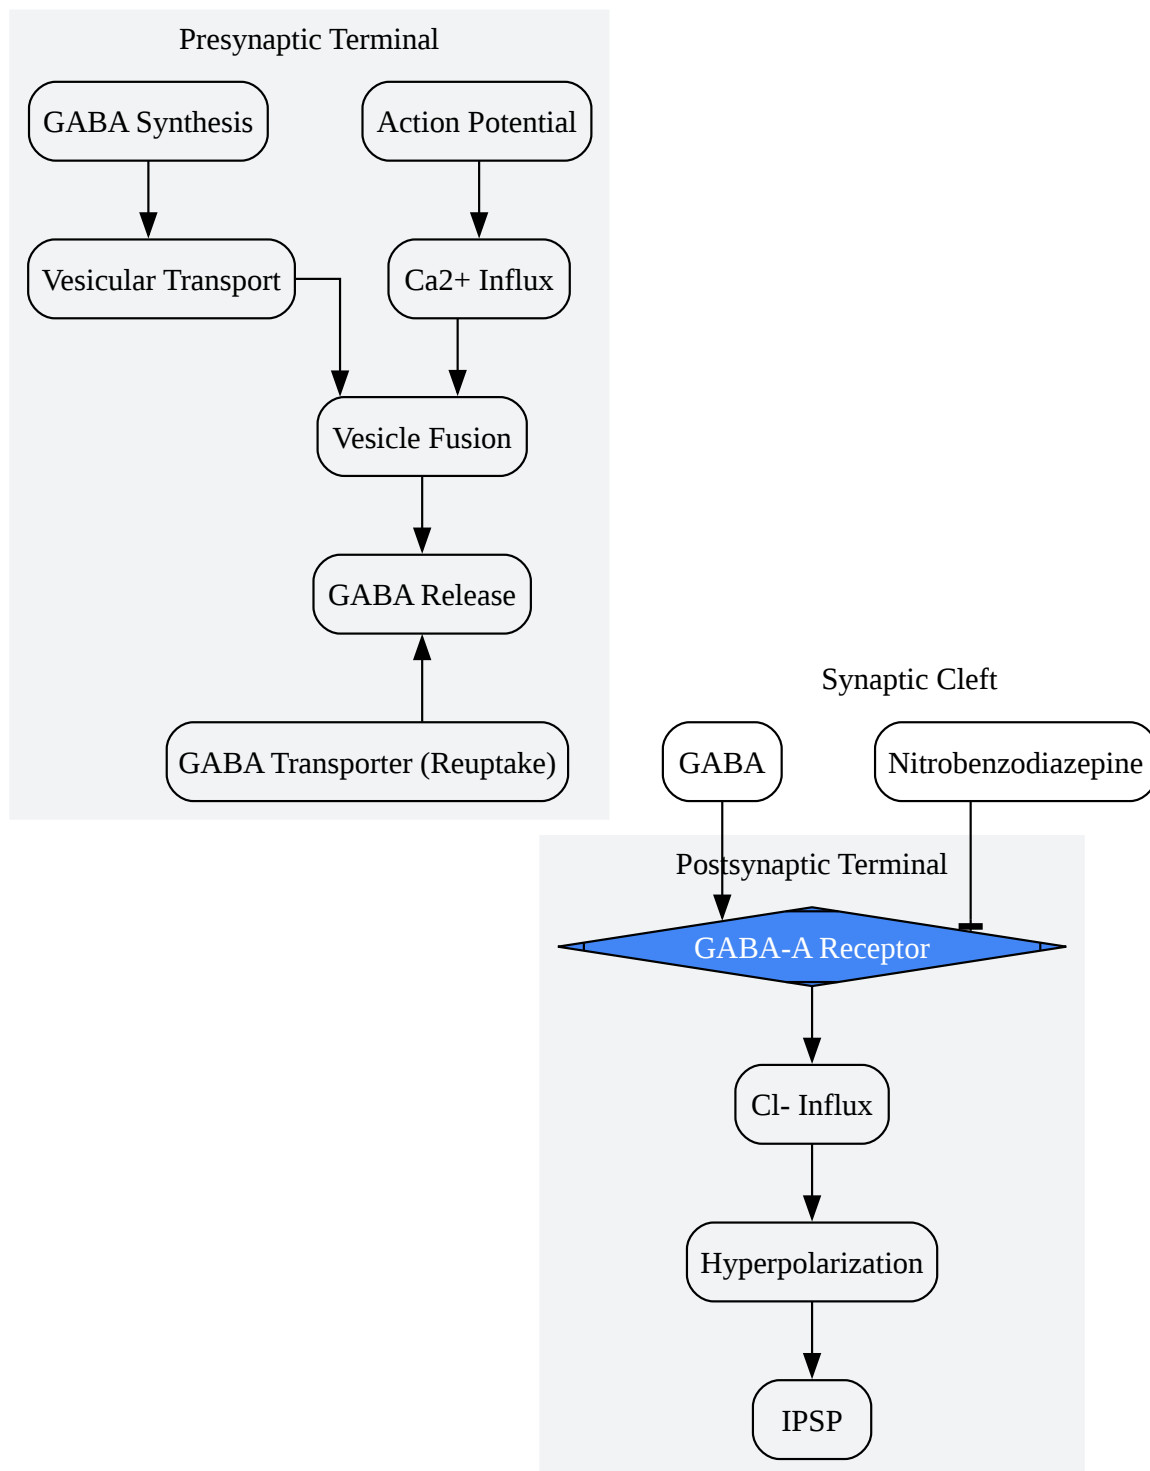 Presynaptic Terminal
GABA Synthesis
Action Potential
Vesicular Transport
Ca2+ Influx
Vesicle Fusion
GABA Release
GABA Transporter (Reuptake)
Synaptic Cleft
GABA
Nitrobenzodiazepine
Postsynaptic Terminal
GABA-A Receptor
Cl- Influx
Hyperpolarization
IPSP